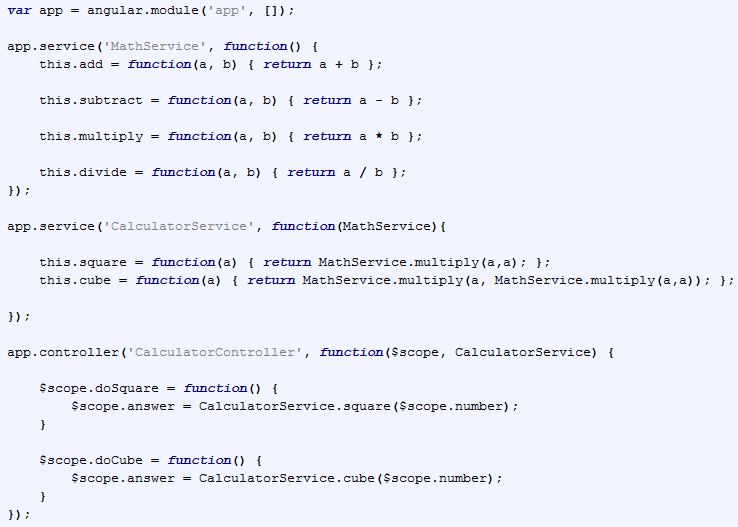 var app = angular.module('app', []);
app.service('MathService', function() {
this.add = function(a, b) { return a + b };
this.subtract = function(a, b) { return a - b };
this.multiply = function(a, b) { return a * b };
this.divide = function(a, b) { return a / b };
});
app.service('CalculatorService', function(MathService){
this.square = function(a) { return MathService.multiply(a,a); };
this.cube = function(a) { return MathService.multiply(a, MathService.multiply(a,a)); };
});
app.controller('CalculatorController', function($scope, CalculatorService) {
$scope.doSquare = function() {
$scope.answer = CalculatorService.square($scope.number);
}
$scope.doCube = function() {
$scope.answer = CalculatorService.cube($scope.number);
}
});